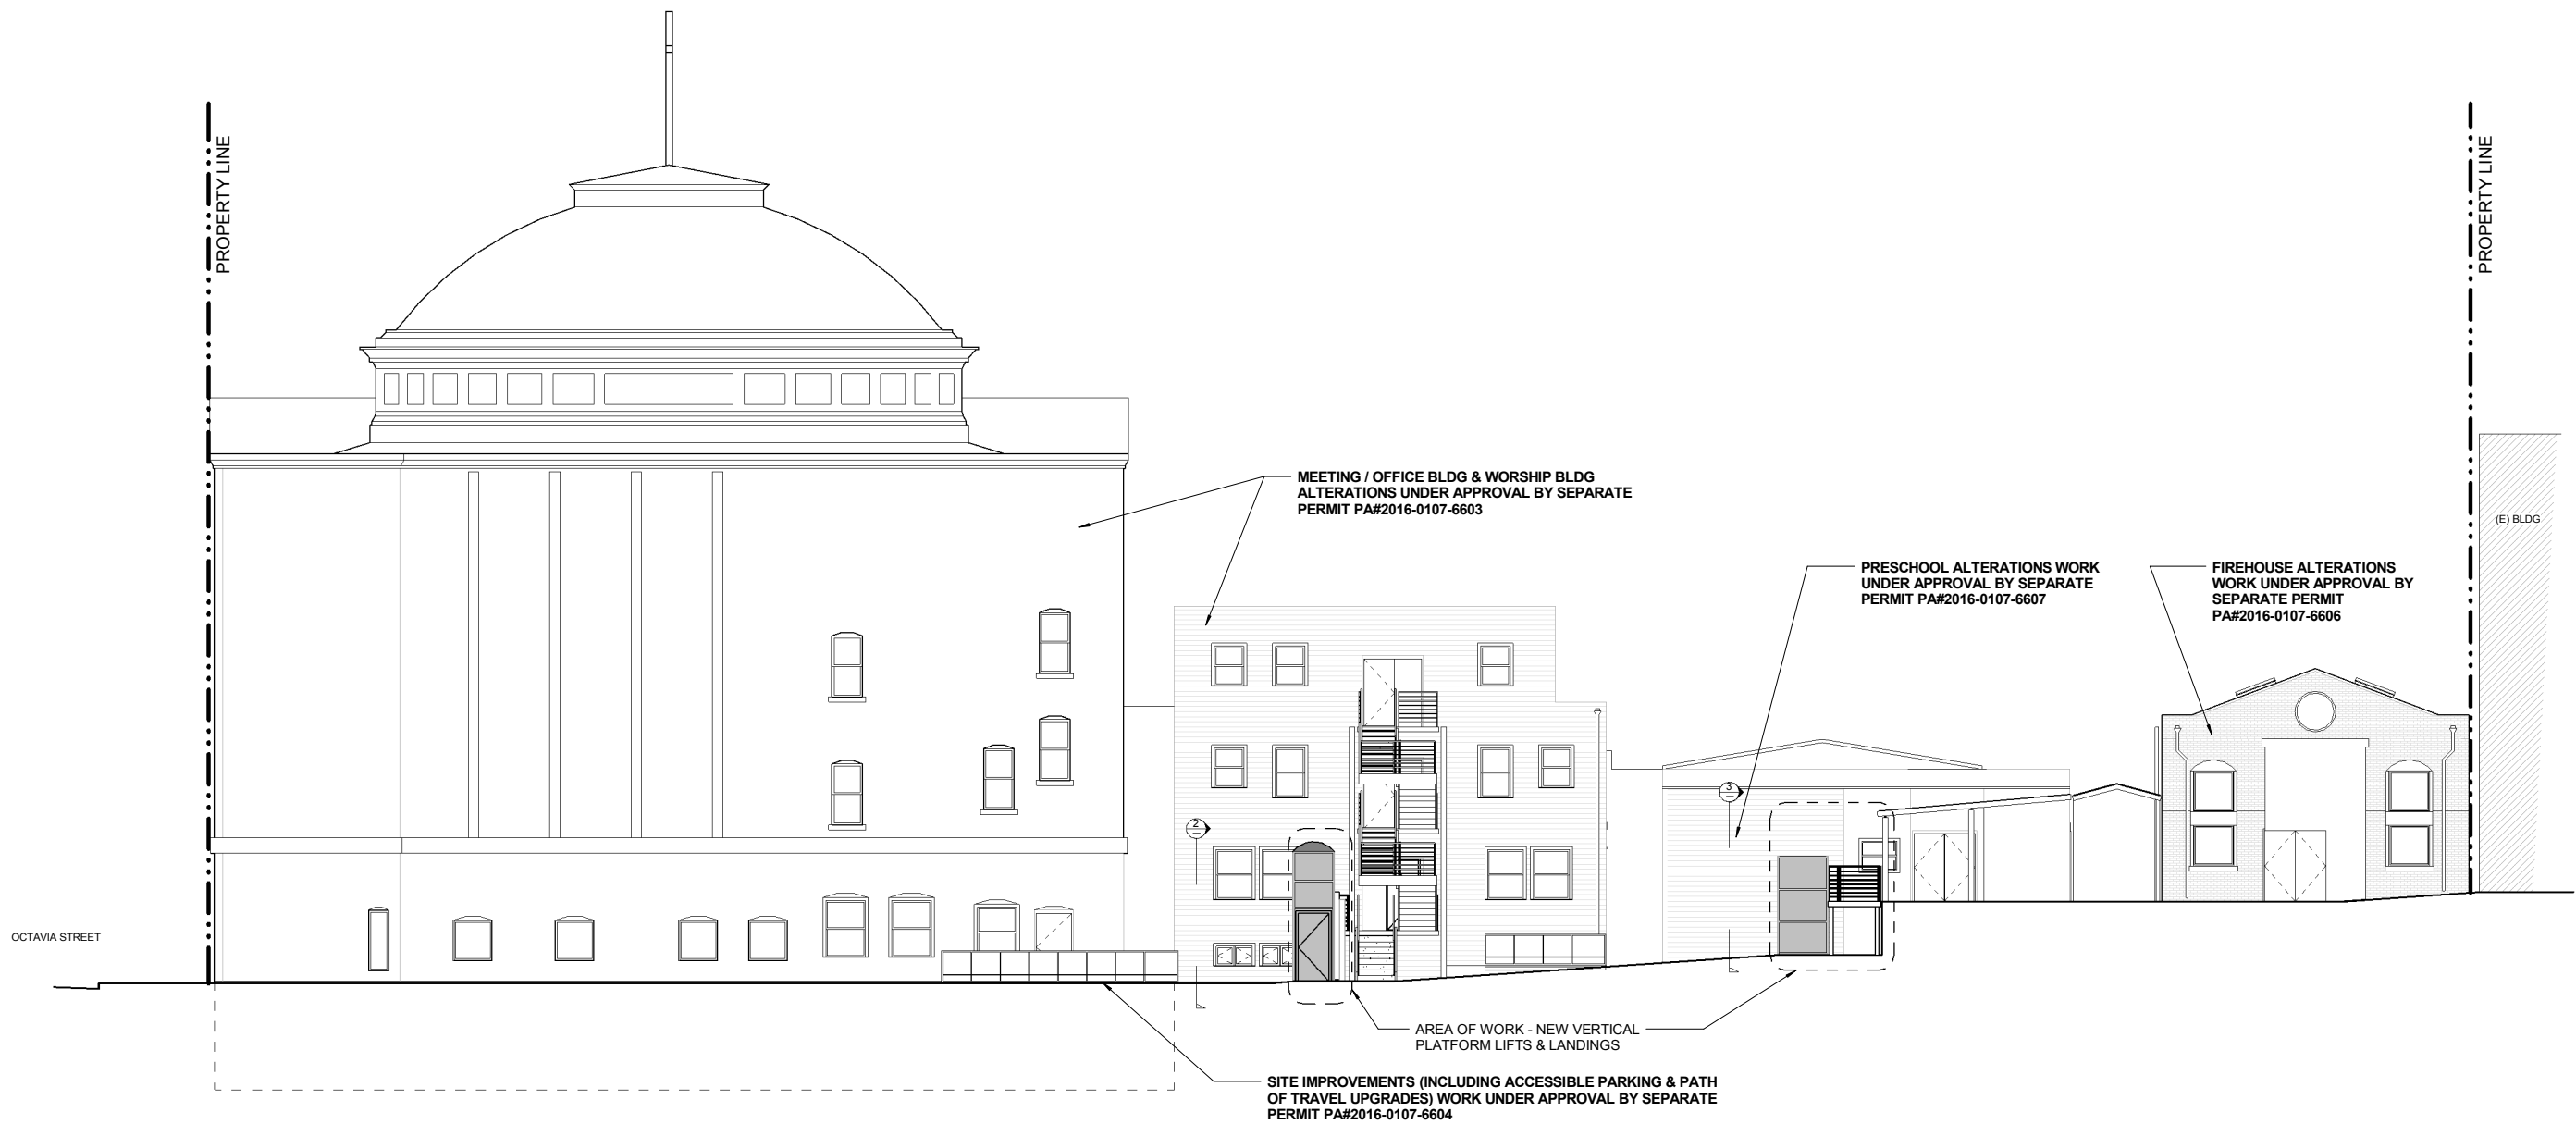 PROPERTY LINE
PROPERTY LINE
MEETING / OFFICE BLDG & WORSHIP BLDG
ALTERATIONS UNDER APPROVAL BY SEPARATE
PERMIT PA#2016-0107-6603
(E) BLDG
PRESCHOOL ALTERATIONS WORK
UNDER APPROVAL BY SEPARATE
PERMIT PA#2016-0107-6607
FIREHOUSE ALTERATIONS
WORK UNDER APPROVAL BY
SEPARATE PERMIT
PA#2016-0107-6606
3
2
OCTAVIA STREET
AREA OF WORK - NEW VERTICAL
PLATFORM LIFTS & LANDINGS
SITE IMPROVEMENTS (INCLUDING ACCESSIBLE PARKING & PATH
OF TRAVEL UPGRADES) WORK UNDER APPROVAL BY SEPARATE
PERMIT PA#2016-0107-6604